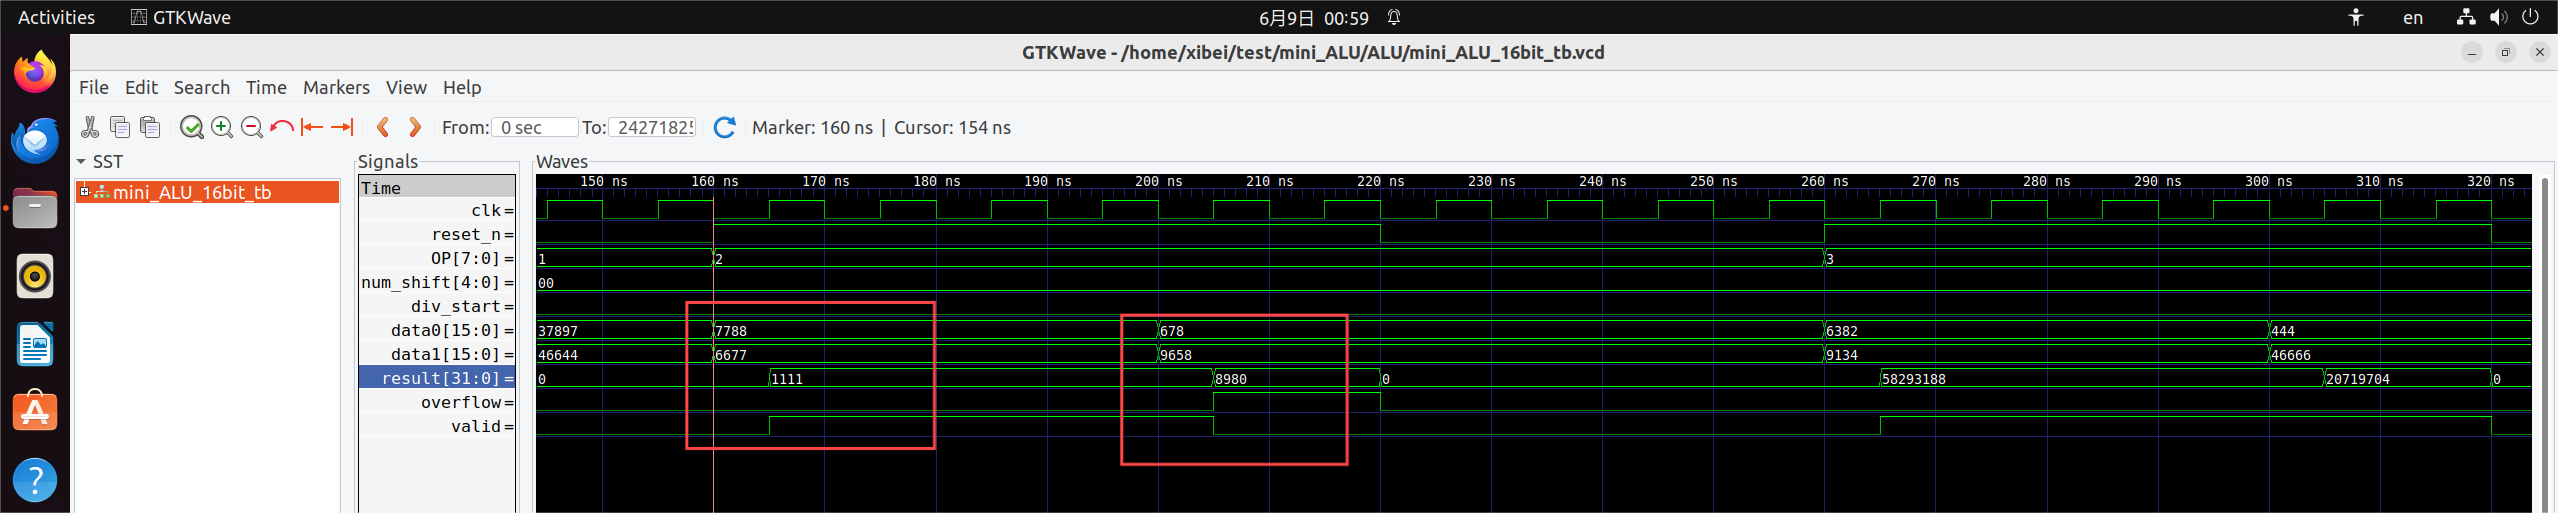 Activities GTKWave 6月9日 00:59 en
GTKWave - /home/xibei/test/mini_ALU/ALU/mini_ALU_16bit_tb.vcd
File Edit Search Time Markers View Help
From: 0 sec To: 24271825 Marker: 160 ns | Cursor: 154 ns
SST Signals Waves
mini_ALU_16bit_tb
Time 150 ns 160 ns 170 ns 180 ns 190 ns 200 ns 210 ns 220 ns 230 ns 240 ns 250 ns 260 ns 270 ns 280 ns 290 ns 300 ns 310 ns 320 ns
clk=
reset_n=
OP[7:0]= 1 2 3
num_shift[4:0]= 00
div_start=
data0[15:0]= 37897 7788 678 6382 444
data1[15:0]= 46644 6677 9658 9134 46666
result[31:0]= 0 1111 8980 0 58293188 20719704 0
overflow=
valid=